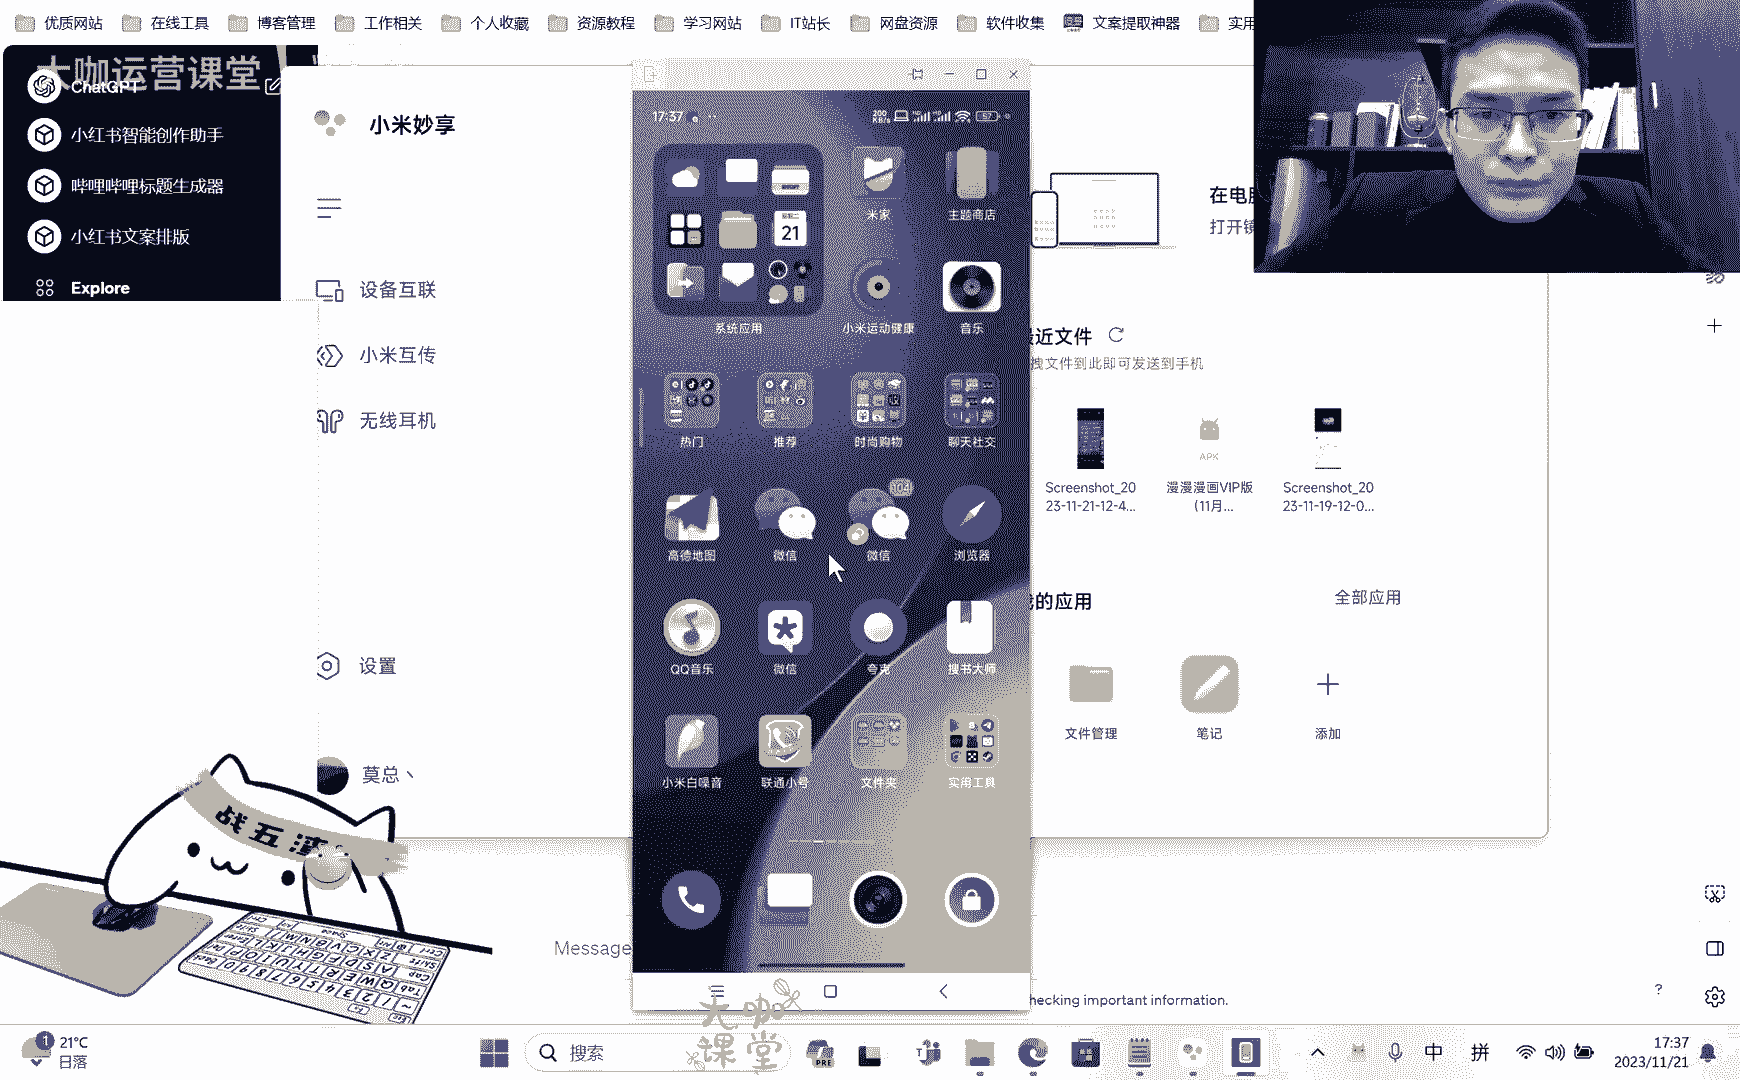 优质网站 在线工具 博客管理 工作相关 个人收藏 资源教程 学习网站 IT站长 网盘资源 软件收集 文案提取神器 实用
大咖运营课堂
ChatGPT
小红书智能创作助手
哔哩哔哩标题生成器
小红书文案排版
Explore
小米妙享
设备互联
小米互传
无线耳机
设置
莫总丶
17:37
200 KB/s
57
21
米家 主题商店
系统应用 小米运动健康 音乐
热门 推荐 时尚购物 聊天社交
104
高德地图 微信 微信 浏览器
QQ音乐 微信 夸克 搜书大师
小米白噪音 联通小号 文件夹 实用工具
在电脑
打开镜
最近文件
拽文件到此即可发送到手机
APK
Screenshot_20
23-11-21-12-4...
漫漫漫画VIP版
(11月...
Screenshot_20
23-11-19-12-0...
我的应用 全部应用
文件管理 笔记 添加
战五渣
Message
hecking important information.
?
大咖
课堂
1
21°C
日落
搜索
PRE
中 拼
17:37
2023/11/21